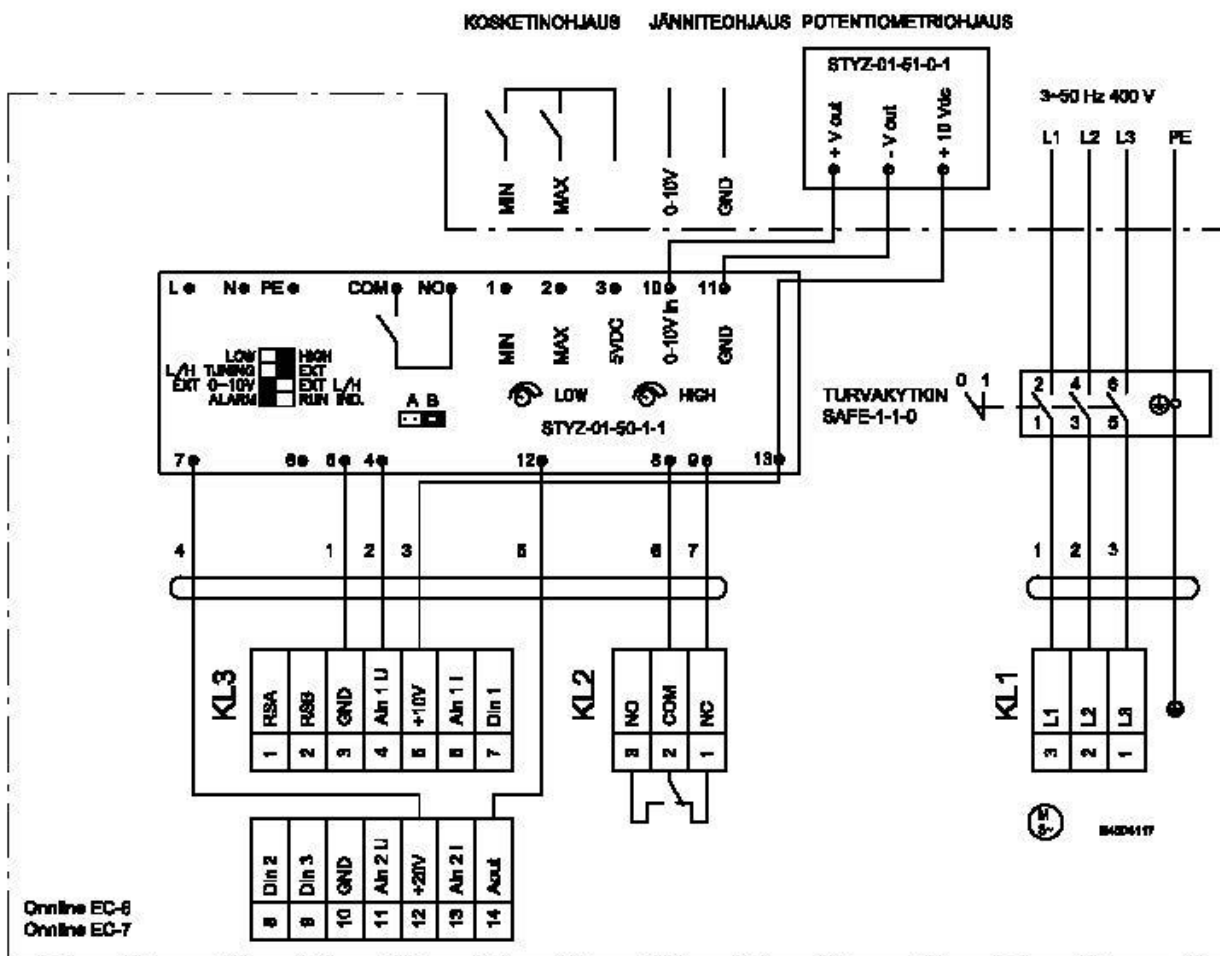 KOSKETINOHJAUS JÄNNITEOHJAUS POTENTIOMETRIOHJAUS
STYZ-01-51-0-1
+ V out
- V out
+ 10 Vdc
3~50 Hz 400 V
L1 L2 L3 PE
MIN
MAX
0-10V
GND
L N PE COM NO 1 2 3 10 11
MIN
MAX
5VDC
0-10V in
GND
LOW HIGH
L/H TUNING EXT
EXT 0-10V EXT L/H
ALARM RUN IND.
A B
LOW
HIGH
STYZ-01-50-1-1
7 6 5 4 12 8 9 13
TURVAKYTKIN
SAFE-1-1-0
0 1
2 4 6
1 3 5
4 1 2 3 5 6 7
1 2 3
KL3
RSA
RSB
GND
Ain 1 U
+10V
Ain 1 I
Din 1
1 2 3 4 5 6 7
KL2
NO
COM
NC
3 2 1
KL1
L1
L2
L3
3 2 1
M
3~
Din 2
Din 3
GND
Ain 2 U
+20V
Ain 2 I
Aout
8 9 10 11 12 13 14
Onnline EC-6
Onnline EC-7